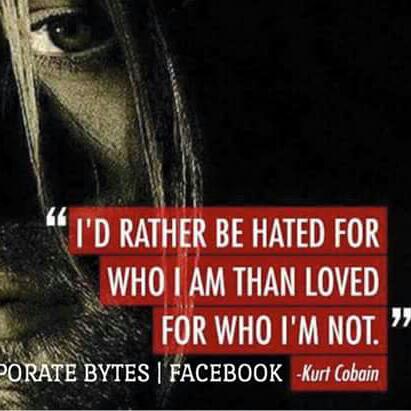 “ I'D RATHER BE HATED FOR
WHO I AM THAN LOVED
FOR WHO I'M NOT. ”
PORATE BYTES | FACEBOOK -Kurt Cobain